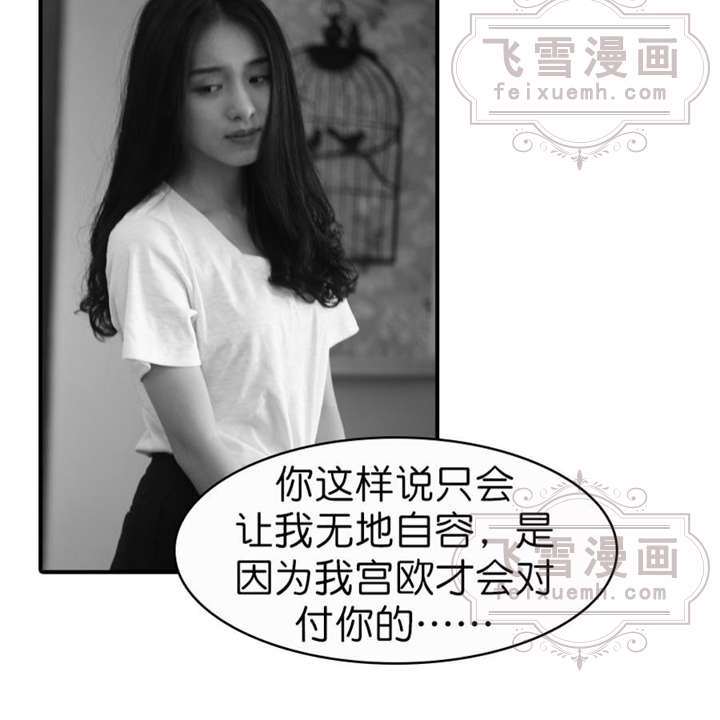 飞雪漫画
feixuemh.com
你这样说只会
让我无地自容，是
因为我宫欧才会对
付你的……
飞雪漫画
feixuemh.com